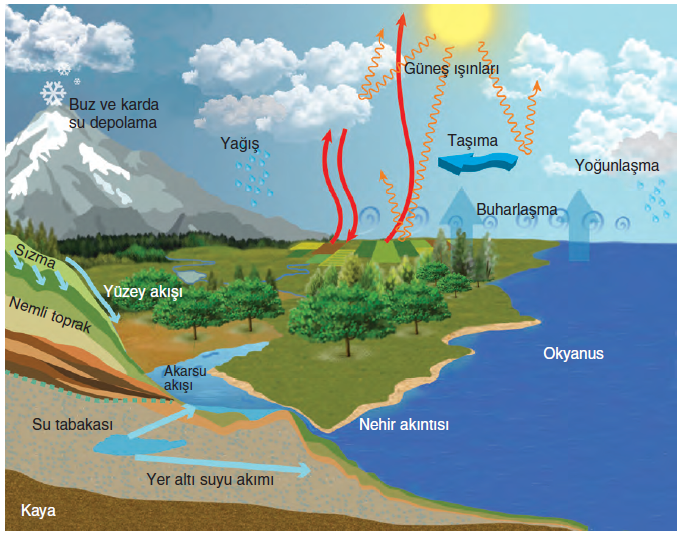 Güneş ışınları
Buz ve karda
su depolama
Yağış
Taşıma
Yoğunlaşma
Buharlaşma
Sızma
Yüzey akışı
Nemli toprak
Okyanus
Akarsu
akışı
Su tabakası
Nehir akıntısı
Yer altı suyu akımı
Kaya